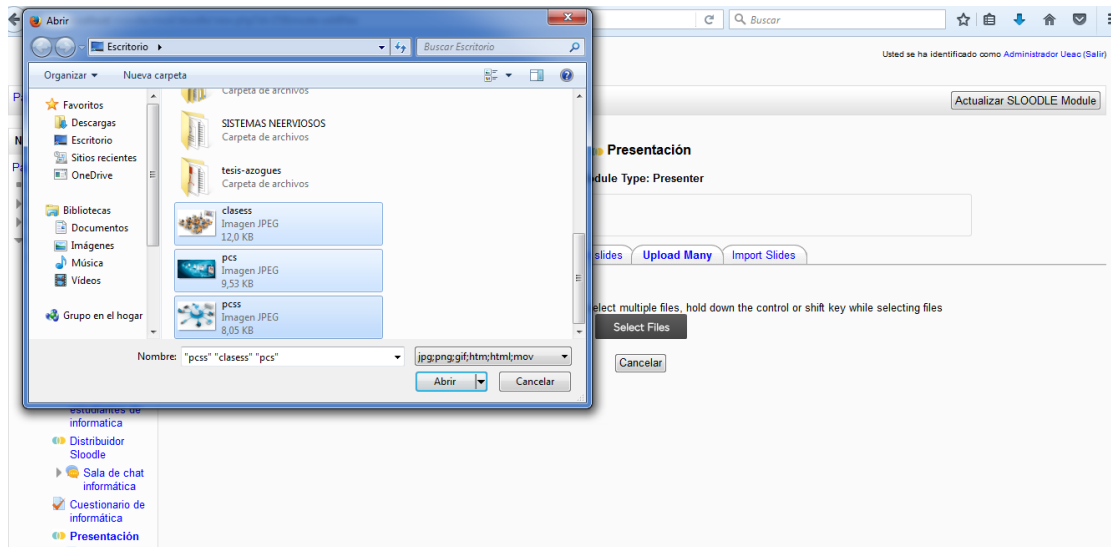 Abrir
Escritorio
Buscar Escritorio
Buscar
Usted se ha identificado como Administrador Ueac (Salir)
Organizar
Nueva carpeta
Actualizar SLOODLE Module
Favoritos
Descargas
Escritorio
Sitios recientes
OneDrive
Bibliotecas
Documentos
Imágenes
Música
Vídeos
Grupo en el hogar
Carpeta de archivos
SISTEMAS NEERVIOSOS
Carpeta de archivos
tesis-azogues
Carpeta de archivos
clasess
Imagen JPEG
12,0 KB
pcs
Imagen JPEG
9,53 KB
pcss
Imagen JPEG
8,05 KB
Nombre: "pcss" "clasess" "pcs"
jpg;png;gif;htm;html;mov
Abrir
Cancelar
Presentación
dule Type: Presenter
slides
Upload Many
Import Slides
elect multiple files, hold down the control or shift key while selecting files
Select Files
Cancelar
estudiantes de
informatica
Distribuidor
Sloodle
Sala de chat
informática
Cuestionario de
informática
Presentación